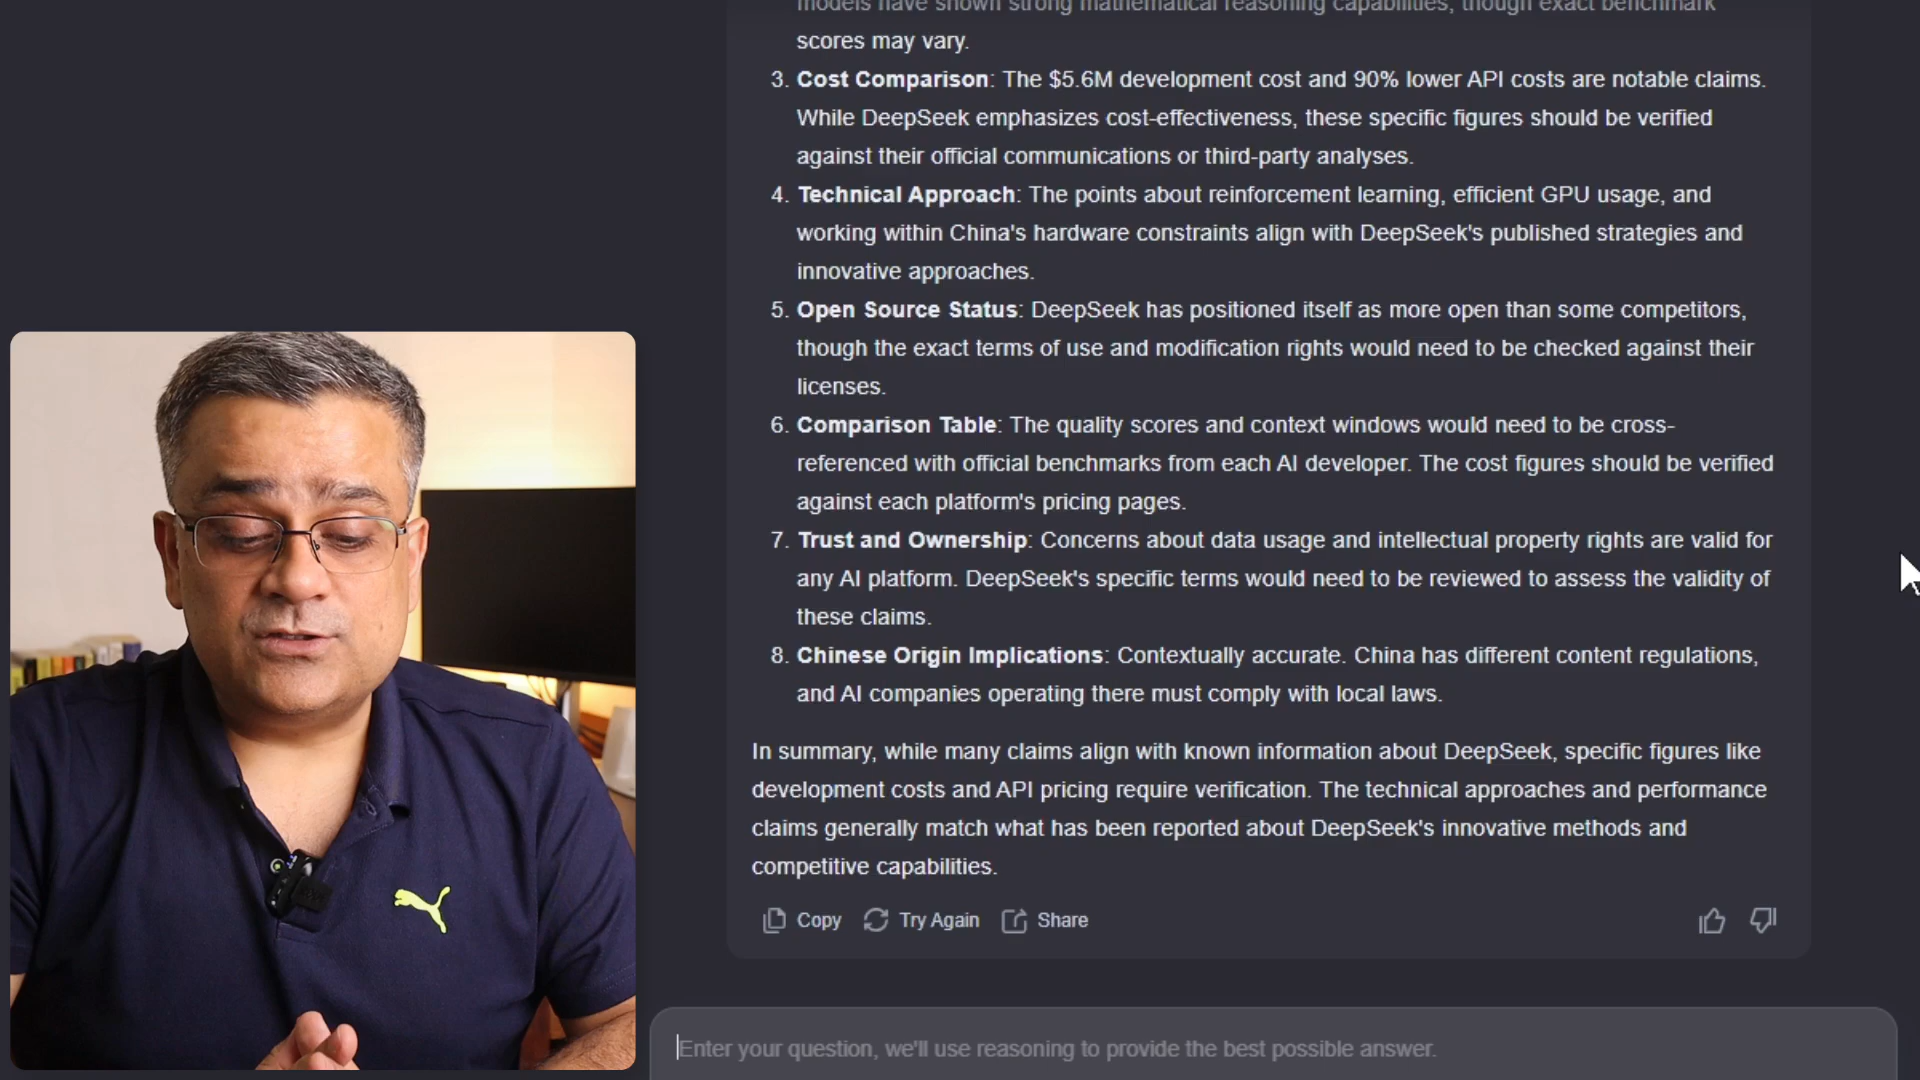 models have shown strong mathematical reasoning capabilities, though exact benchmark
scores may vary.
3. Cost Comparison: The $5.6M development cost and 90% lower API costs are notable claims.
While DeepSeek emphasizes cost-effectiveness, these specific figures should be verified
against their official communications or third-party analyses.
4. Technical Approach: The points about reinforcement learning, efficient GPU usage, and
working within China's hardware constraints align with DeepSeek's published strategies and
innovative approaches.
5. Open Source Status: DeepSeek has positioned itself as more open than some competitors,
though the exact terms of use and modification rights would need to be checked against their
licenses.
6. Comparison Table: The quality scores and context windows would need to be cross-
referenced with official benchmarks from each AI developer. The cost figures should be verified
against each platform's pricing pages.
7. Trust and Ownership: Concerns about data usage and intellectual property rights are valid for
any AI platform. DeepSeek's specific terms would need to be reviewed to assess the validity of
these claims.
8. Chinese Origin Implications: Contextually accurate. China has different content regulations,
and AI companies operating there must comply with local laws.
In summary, while many claims align with known information about DeepSeek, specific figures like
development costs and API pricing require verification. The technical approaches and performance
claims generally match what has been reported about DeepSeek's innovative methods and
competitive capabilities.
Copy Try Again Share
Enter your question, we'll use reasoning to provide the best possible answer.